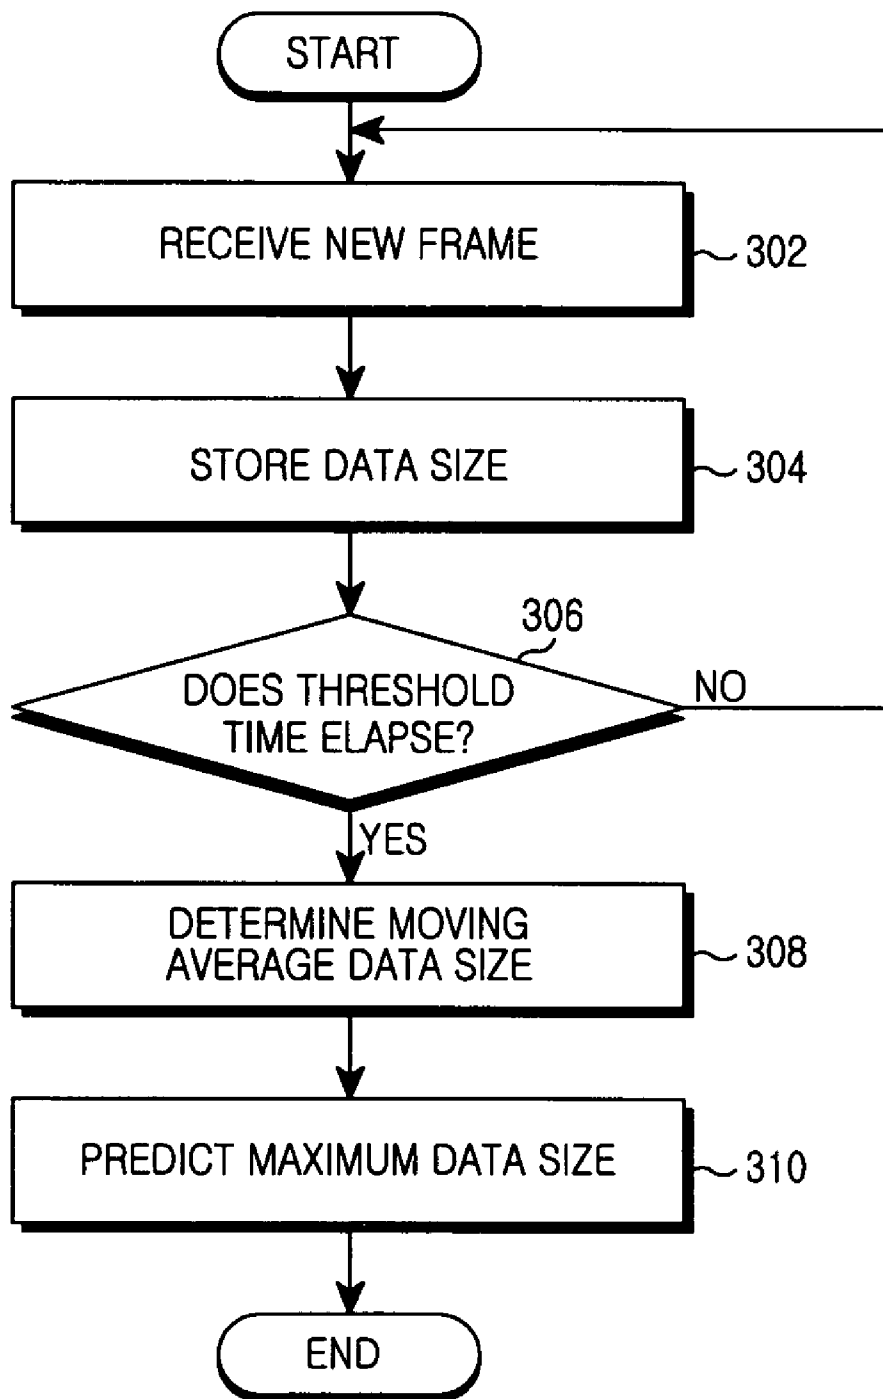 START
RECEIVE NEW FRAME
302
STORE DATA SIZE
304
306
DOES THRESHOLD
TIME ELAPSE?
NO
YES
DETERMINE MOVING
AVERAGE DATA SIZE
308
PREDICT MAXIMUM DATA SIZE
310
END